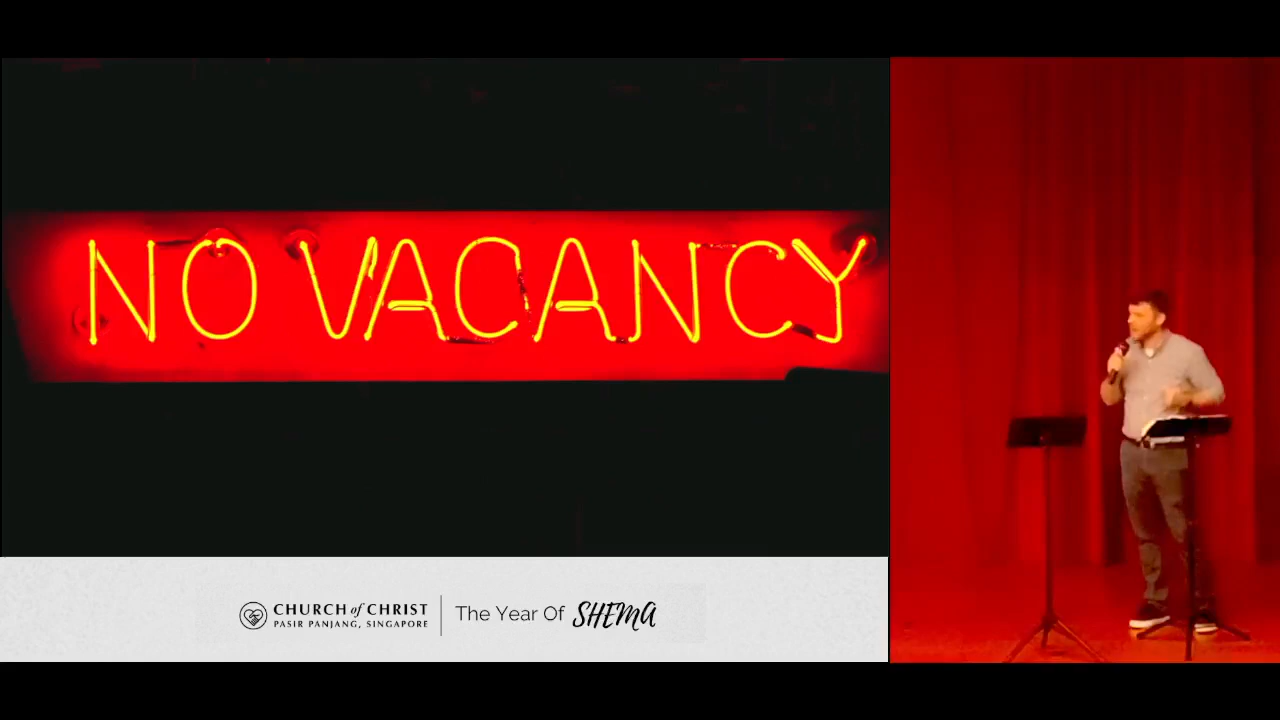 NO VACANCY
CHURCH of CHRIST
PASIR PANJANG, SINGAPORE
The Year Of SHEMA